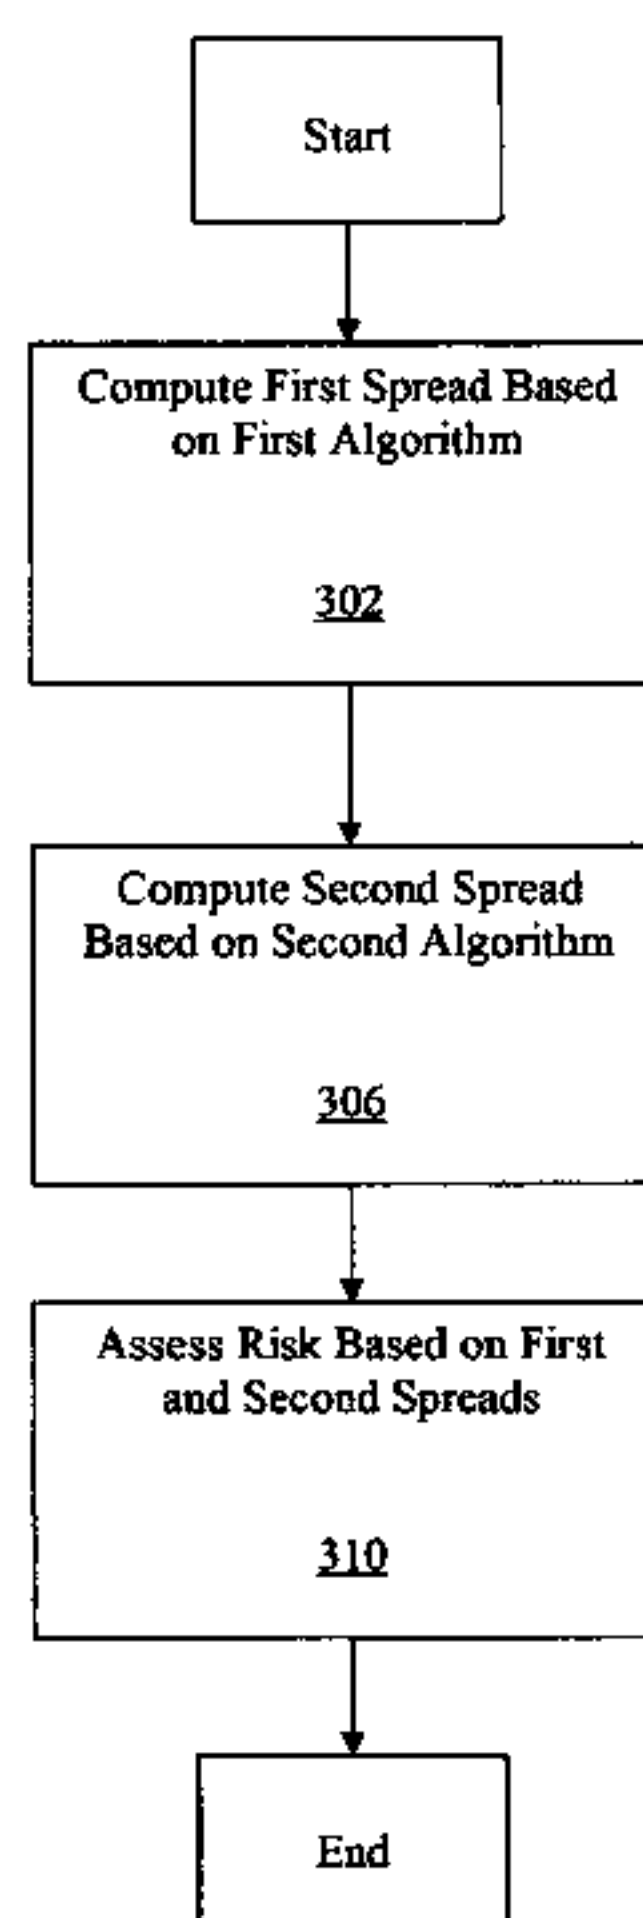 Start
Compute First Spread Based
on First Algorithm
302
Compute Second Spread
Based on Second Algorithm
306
Assess Risk Based on First
and Second Spreads
310
End